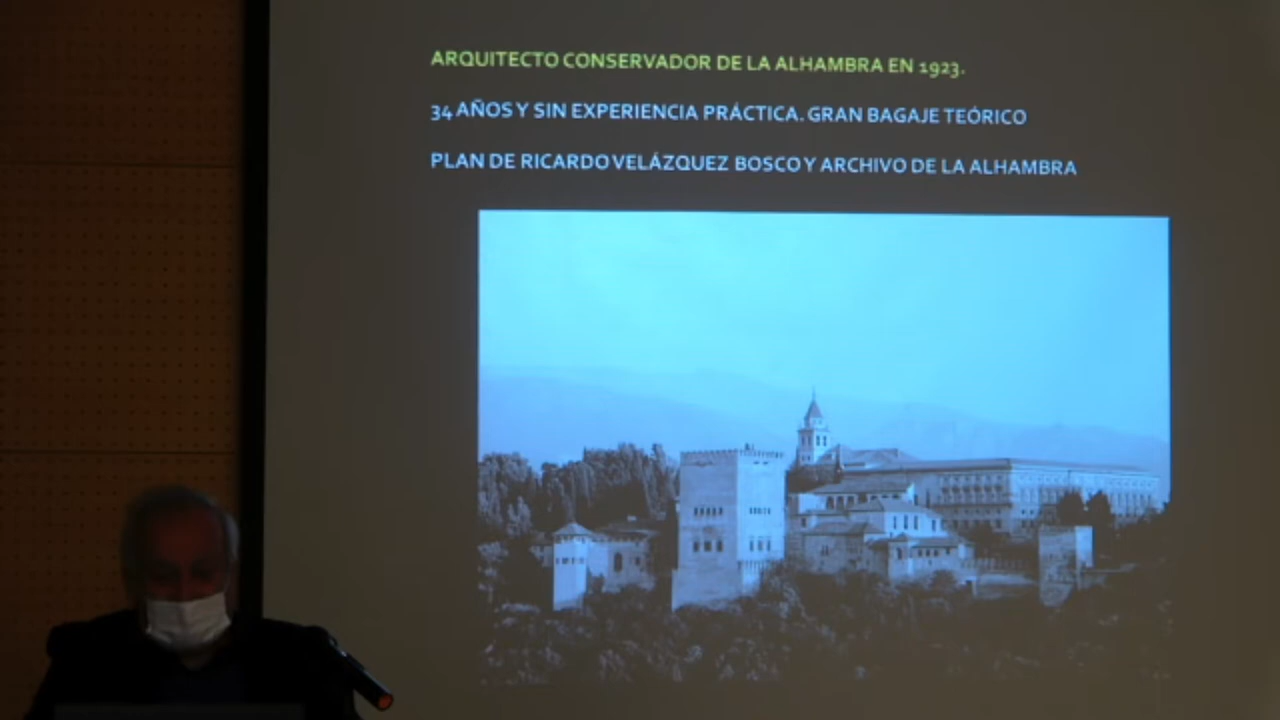 ARQUITECTO CONSERVADOR DE LA ALHAMBRA EN 1923.
34 AÑOS Y SIN EXPERIENCIA PRÁCTICA. GRAN BAGAJE TEÓRICO
PLAN DE RICARDO VELÁZQUEZ BOSCO Y ARCHIVO DE LA ALHAMBRA